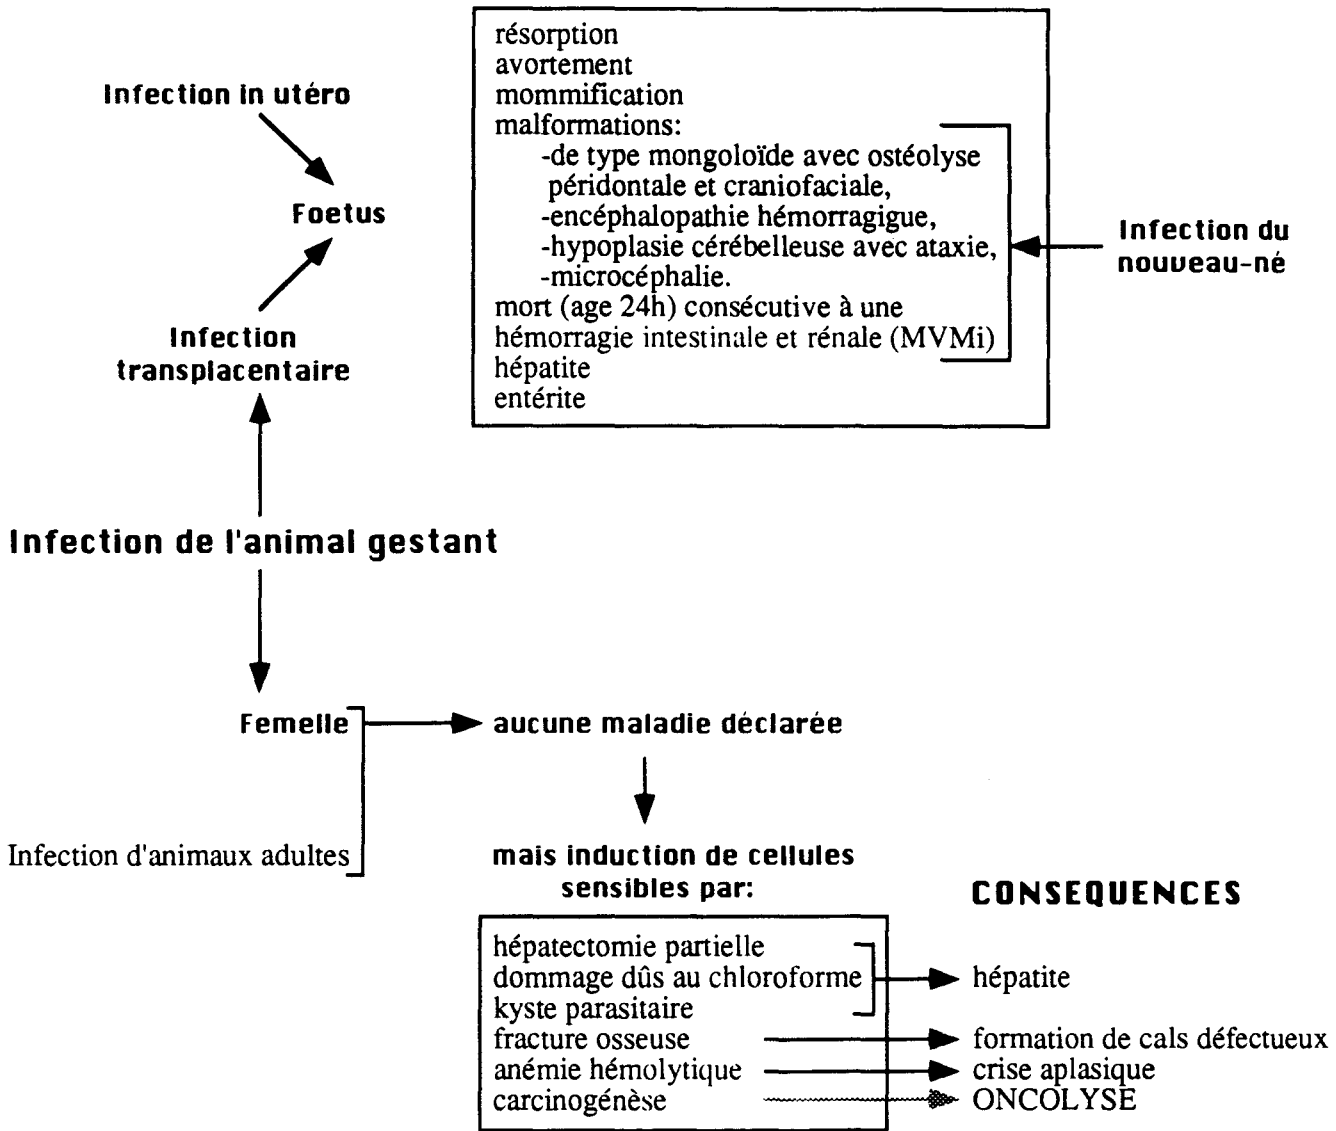 résorption
avortement
mommification
malformations:
-de type mongoloïde avec ostéolyse
péridontale et craniofaciale,
-encéphalopathie hémorragigue,
-hypoplasie cérébelleuse avec ataxie,
-microcéphalie.
mort (age 24h) consécutive à une
hémorragie intestinale et rénale (MVMi)
hépatite
entérite
Infection in utéro
Foetus
Infection
transplacentaire
Infection du
nouveau-né
Infection de l'animal gestant
Femelle
aucune maladie déclarée
Infection d'animaux adultes
mais induction de cellules
sensibles par:
CONSEQUENCES
hépatectomie partielle
dommage dûs au chloroforme
kyste parasitaire
fracture osseuse
anémie hémolytique
carcinogénèse
hépatite
formation de cals défectueux
crise aplasique
ONCOLYSE